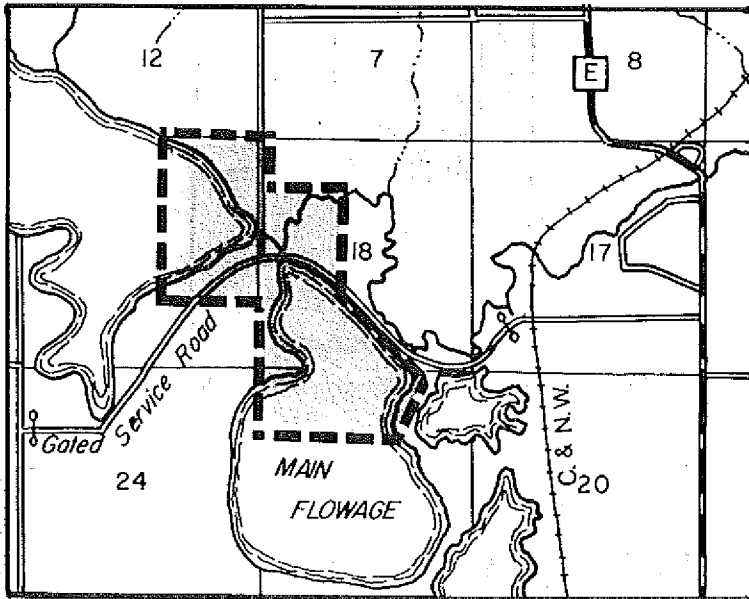 12
7
8
E
18
17
Gated Service Road
24
MAIN
FLOWAGE
C. & N.W.
20